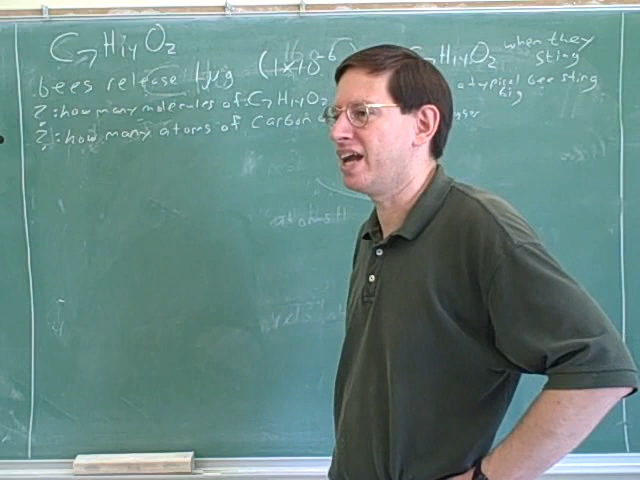 C7H14O2
bees release 1μg (1×10-6) C7H14O2 when they sting
?: how many molecules of C7H14O2 a typical bee sting
?: how many atoms of carbon